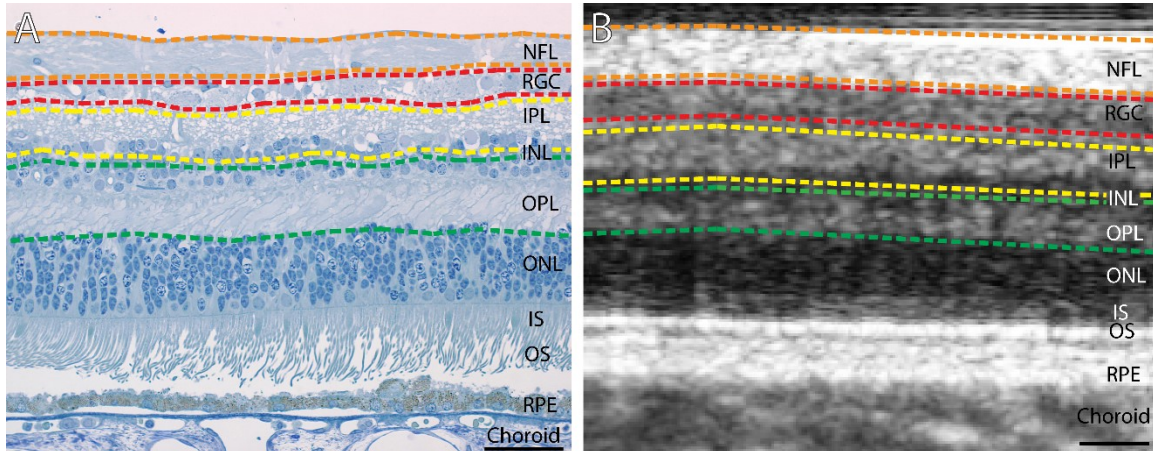 A
NFL
RGC
IPL
INL
OPL
ONL
IS
OS
RPE
Choroid
B
NFL
RGC
IPL
INL
OPL
ONL
IS
OS
RPE
Choroid